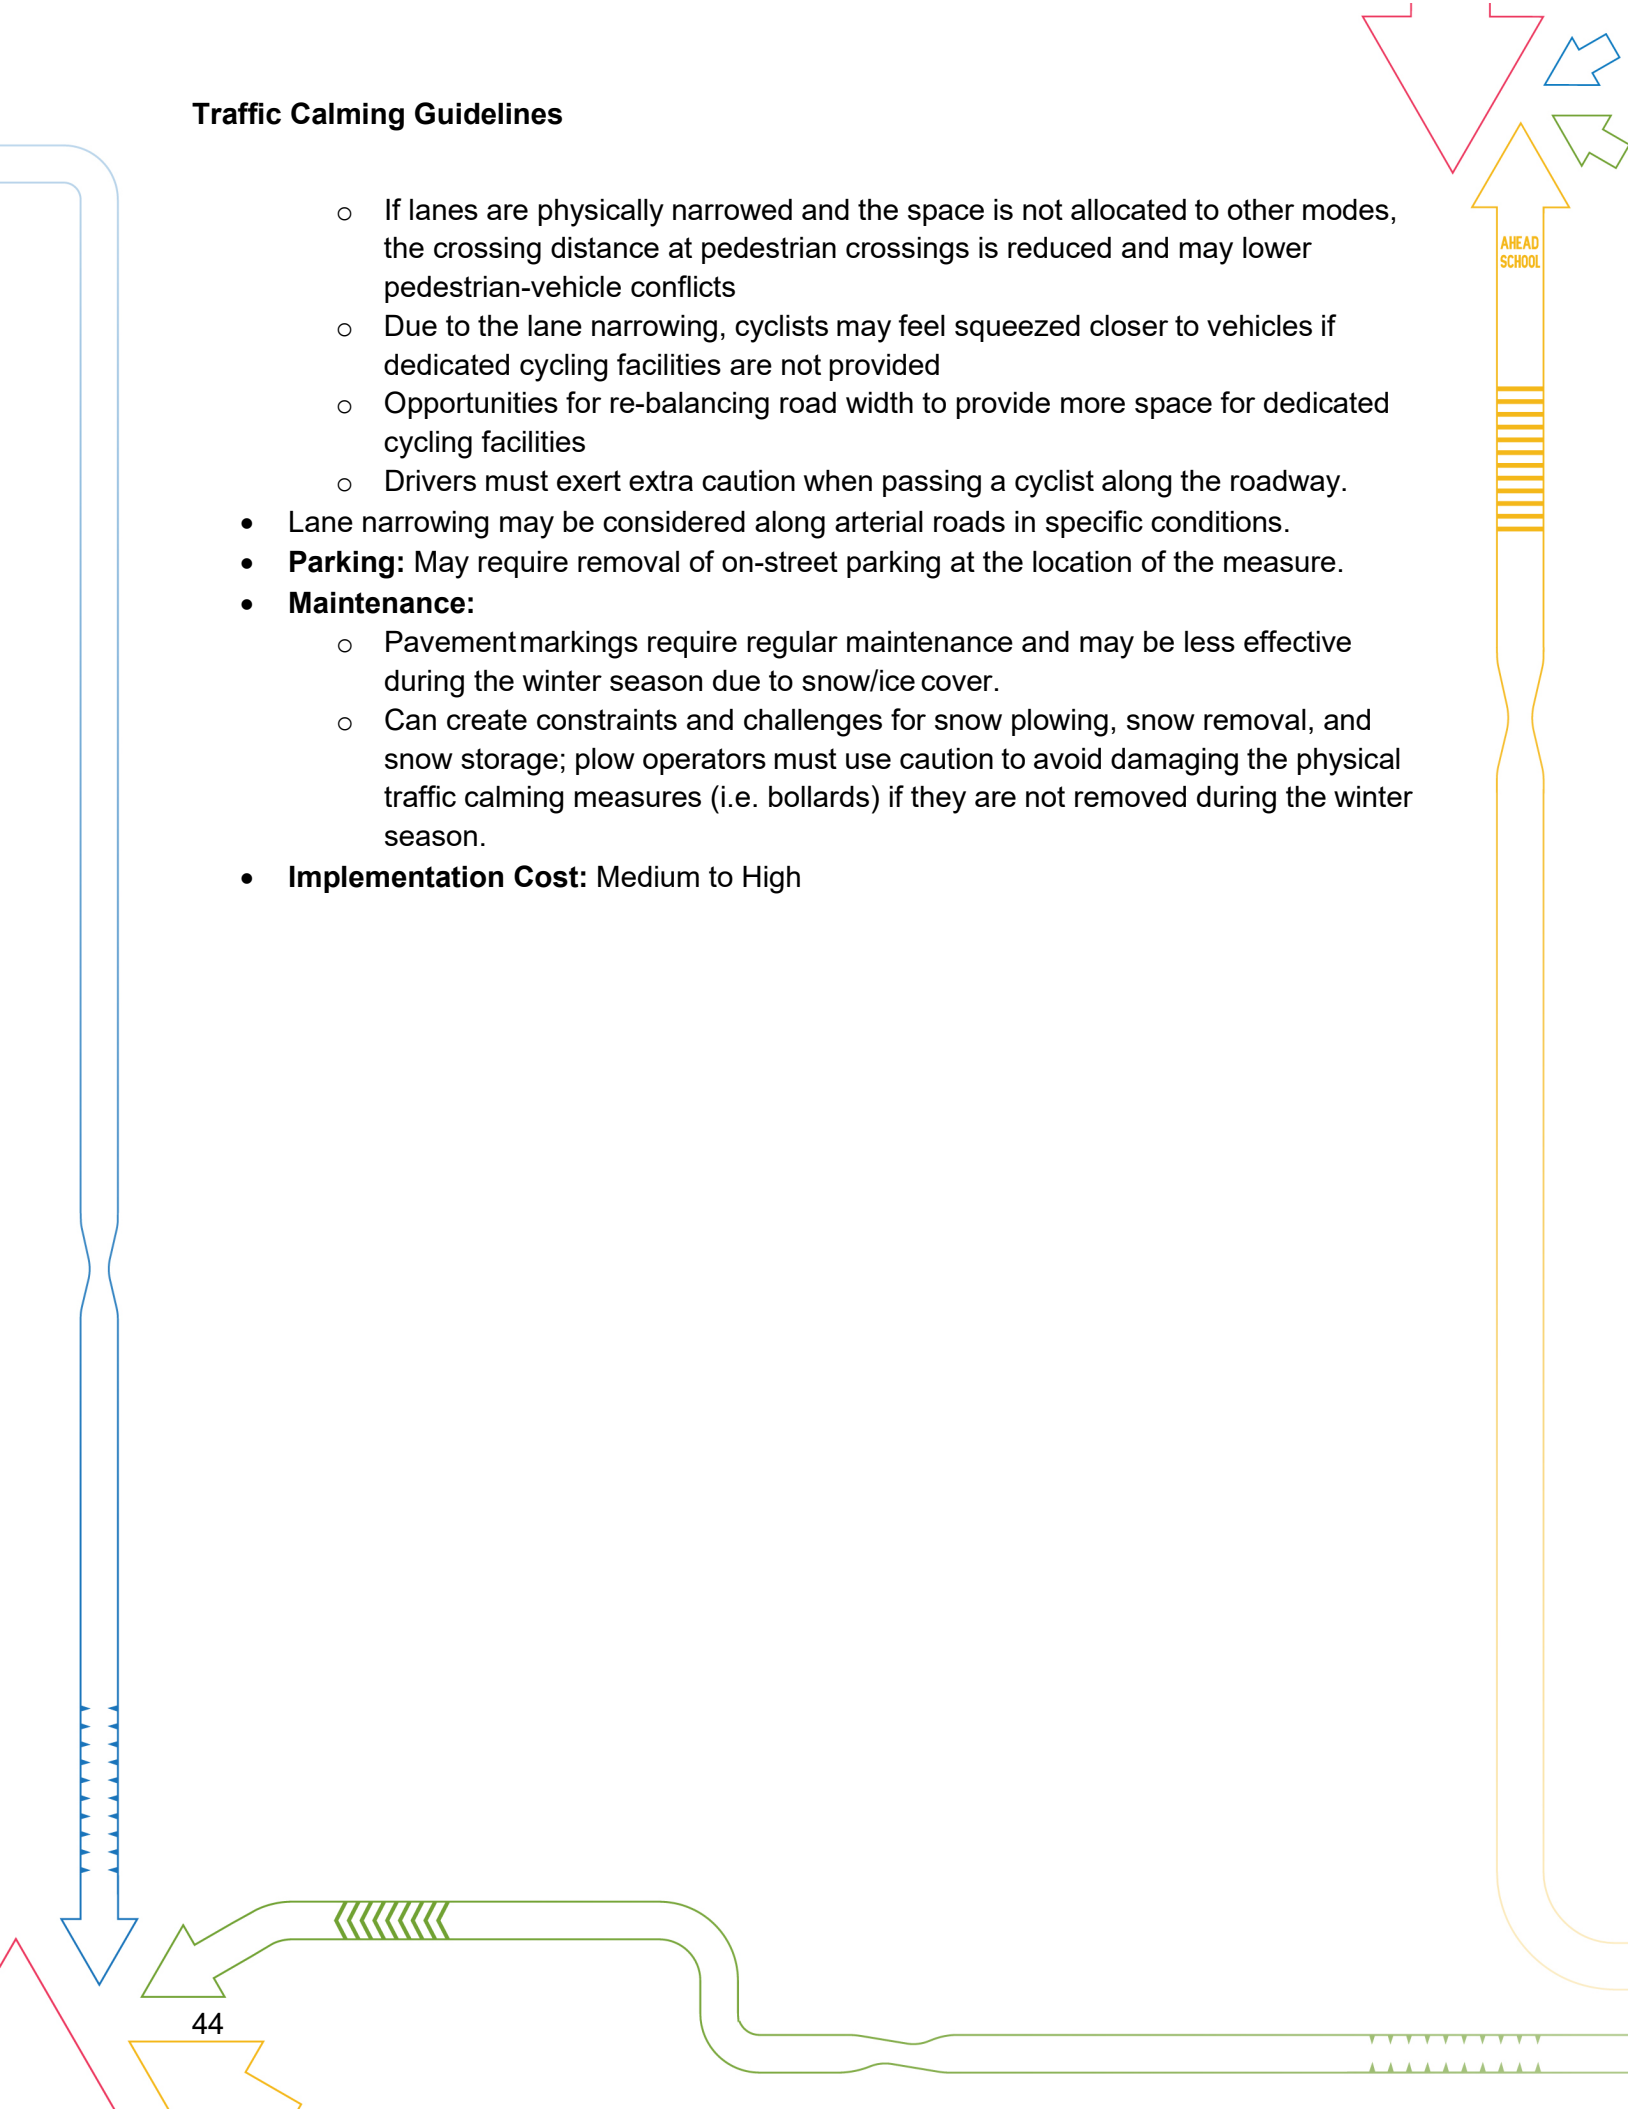 Traffic Calming Guidelines
o If lanes are physically narrowed and the space is not allocated to other modes,
the crossing distance at pedestrian crossings is reduced and may lower
pedestrian-vehicle conflicts
o Due to the lane narrowing, cyclists may feel squeezed closer to vehicles if
dedicated cycling facilities are not provided
o Opportunities for re-balancing road width to provide more space for dedicated
cycling facilities
o Drivers must exert extra caution when passing a cyclist along the roadway.
• Lane narrowing may be considered along arterial roads in specific conditions.
• Parking: May require removal of on-street parking at the location of the measure.
• Maintenance:
o Pavement markings require regular maintenance and may be less effective
during the winter season due to snow/ice cover.
o Can create constraints and challenges for snow plowing, snow removal, and
snow storage; plow operators must use caution to avoid damaging the physical
traffic calming measures (i.e. bollards) if they are not removed during the winter
season.
• Implementation Cost: Medium to High
AHEAD
SCHOOL
44